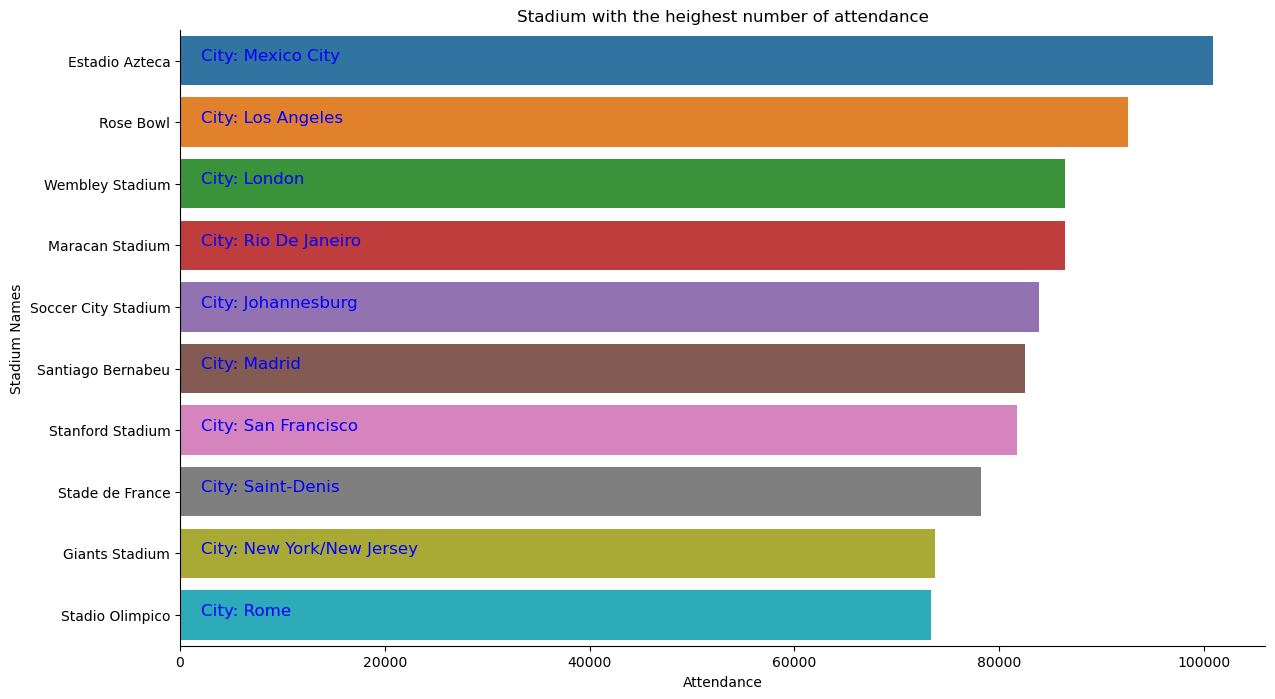 Stadium with the heighest number of attendance
Stadium Names
Estadio Azteca
City: Mexico City
Rose Bowl
City: Los Angeles
Wembley Stadium
City: London
Maracan Stadium
City: Rio De Janeiro
Soccer City Stadium
City: Johannesburg
Santiago Bernabeu
City: Madrid
Stanford Stadium
City: San Francisco
Stade de France
City: Saint-Denis
Giants Stadium
City: New York/New Jersey
Stadio Olimpico
City: Rome
0 20000 40000 60000 80000 100000
Attendance